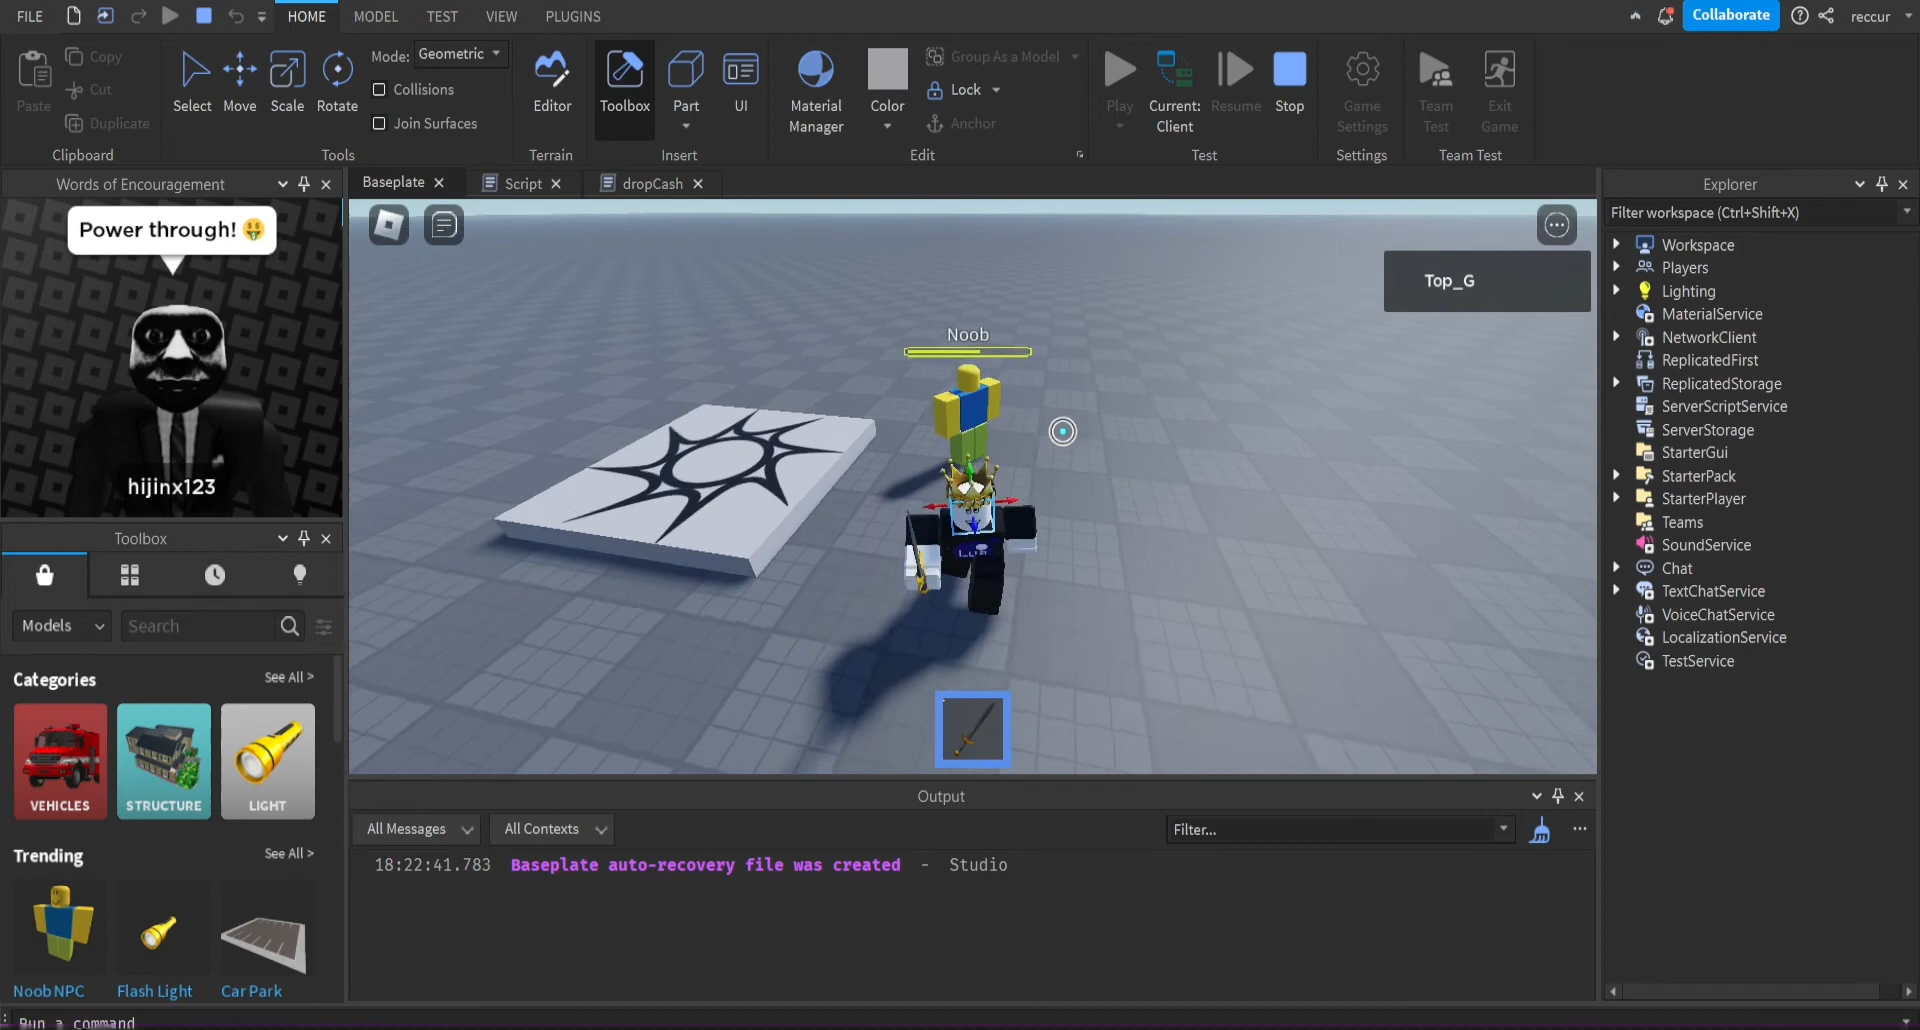 FILE
HOME
MODEL
TEST
VIEW
PLUGINS
Collaborate
reccur
Paste
Copy
Cut
Duplicate
Clipboard
Select
Move
Scale
Rotate
Mode: Geometric
Collisions
Join Surfaces
Tools
Editor
Terrain
Toolbox
Part
UI
Insert
Material
Manager
Color
Group As a Model
Lock
Anchor
Edit
Play
Current:
Client
Resume
Stop
Test
Game
Settings
Settings
Team
Test
Exit
Game
Team Test
Words of Encouragement
Power through! 🤑
hijinx123
Toolbox
Models
Search
Categories
See All >
VEHICLES
STRUCTURE
LIGHT
Trending
See All >
Noob NPC
Flash Light
Car Park
Baseplate
Script
dropCash
Top_G
Noob
Lua
Output
All Messages
All Contexts
Filter...
18:22:41.783 Baseplate auto-recovery file was created - Studio
Explorer
Filter workspace (Ctrl+Shift+X)
Workspace
Players
Lighting
MaterialService
NetworkClient
ReplicatedFirst
ReplicatedStorage
ServerScriptService
ServerStorage
StarterGui
StarterPack
StarterPlayer
Teams
SoundService
Chat
TextChatService
VoiceChatService
LocalizationService
TestService
Run a command